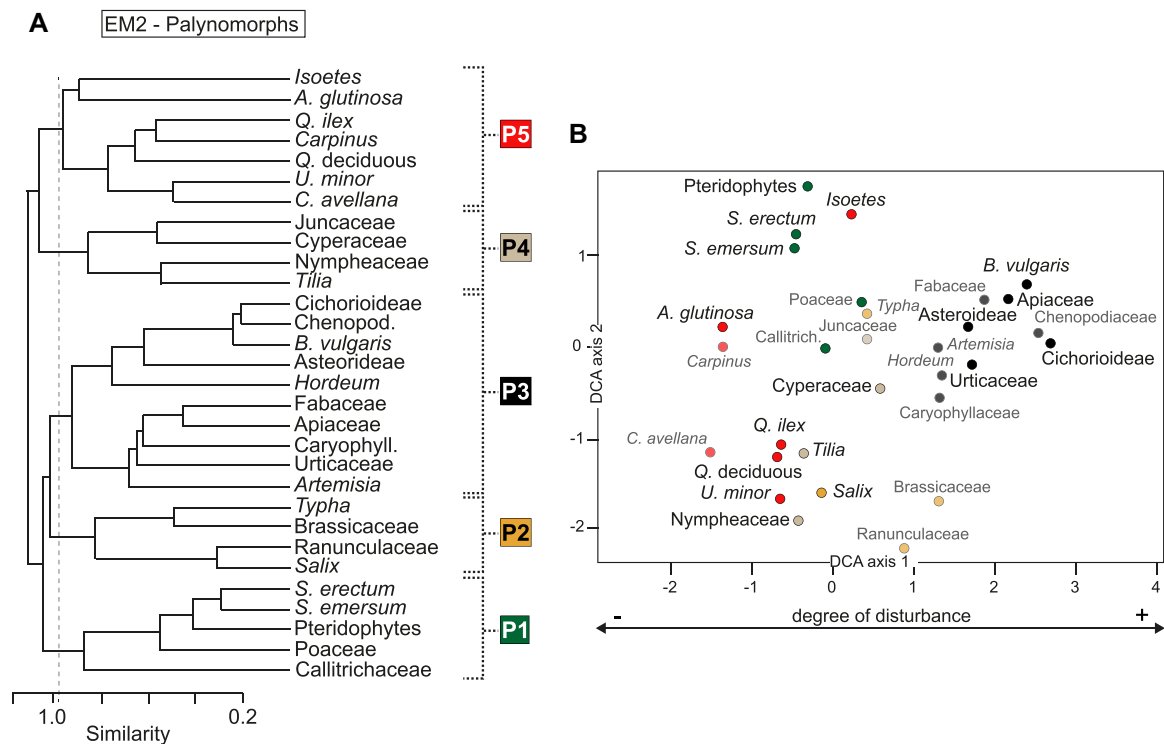 A
EM2 - Palynomorphs
Isoetes
A. glutinosa
Q. ilex
Carpinus
Q. deciduous
U. minor
C. avellana
Juncaceae
Cyperaceae
Nympheaceae
Tilia
Cichorioideae
Chenopod.
B. vulgaris
Asteorideae
Hordeum
Fabaceae
Apiaceae
Caryophyll.
Urticaceae
Artemisia
Typha
Brassicaceae
Ranunculaceae
Salix
S. erectum
S. emersum
Pteridophytes
Poaceae
Callitrichaceae
P5
P4
P3
P2
P1
1.0
0.2
Similarity
B
Pteridophytes
Isoetes
S. erectum
S. emersum
B. vulgaris
Fabaceae
Poaceae
Typha
Apiaceae
A. glutinosa
Asteroideae
Chenopodiaceae
Juncaceae
Callitrich.
Artemisia
Carpinus
Hordeum
Cichorioideae
Cyperaceae
Urticaceae
Caryophyllaceae
Q. ilex
C. avellana
Tilia
Q. deciduous
U. minor
Salix
Brassicaceae
Nympheaceae
Ranunculaceae
DCA axis 1
DCA axis 2
1
0
-1
-2
-2
-1
0
1
2
3
4
- degree of disturbance +